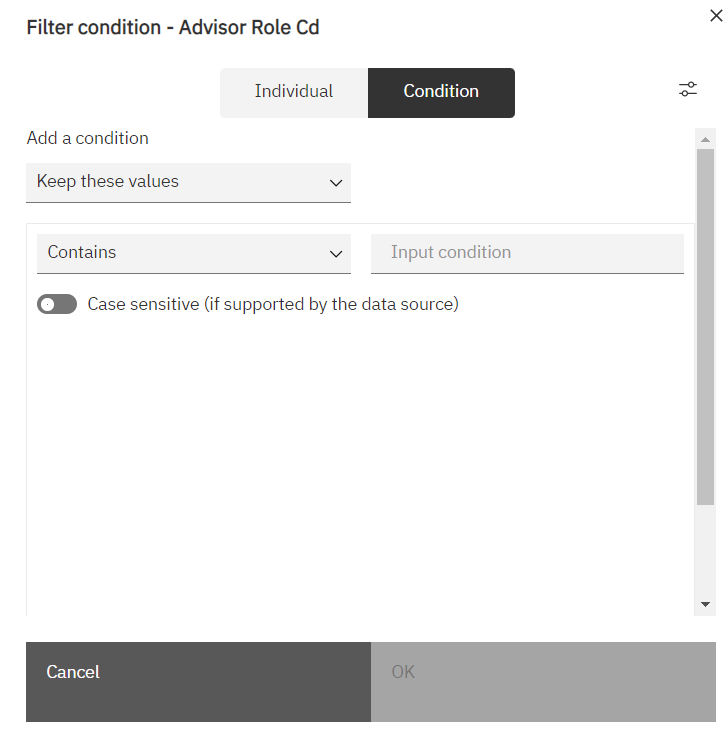 Filter condition - Advisor Role Cd
Individual
Condition
Add a condition
Keep these values
Contains
Input condition
Case sensitive (if supported by the data source)
Cancel
OK